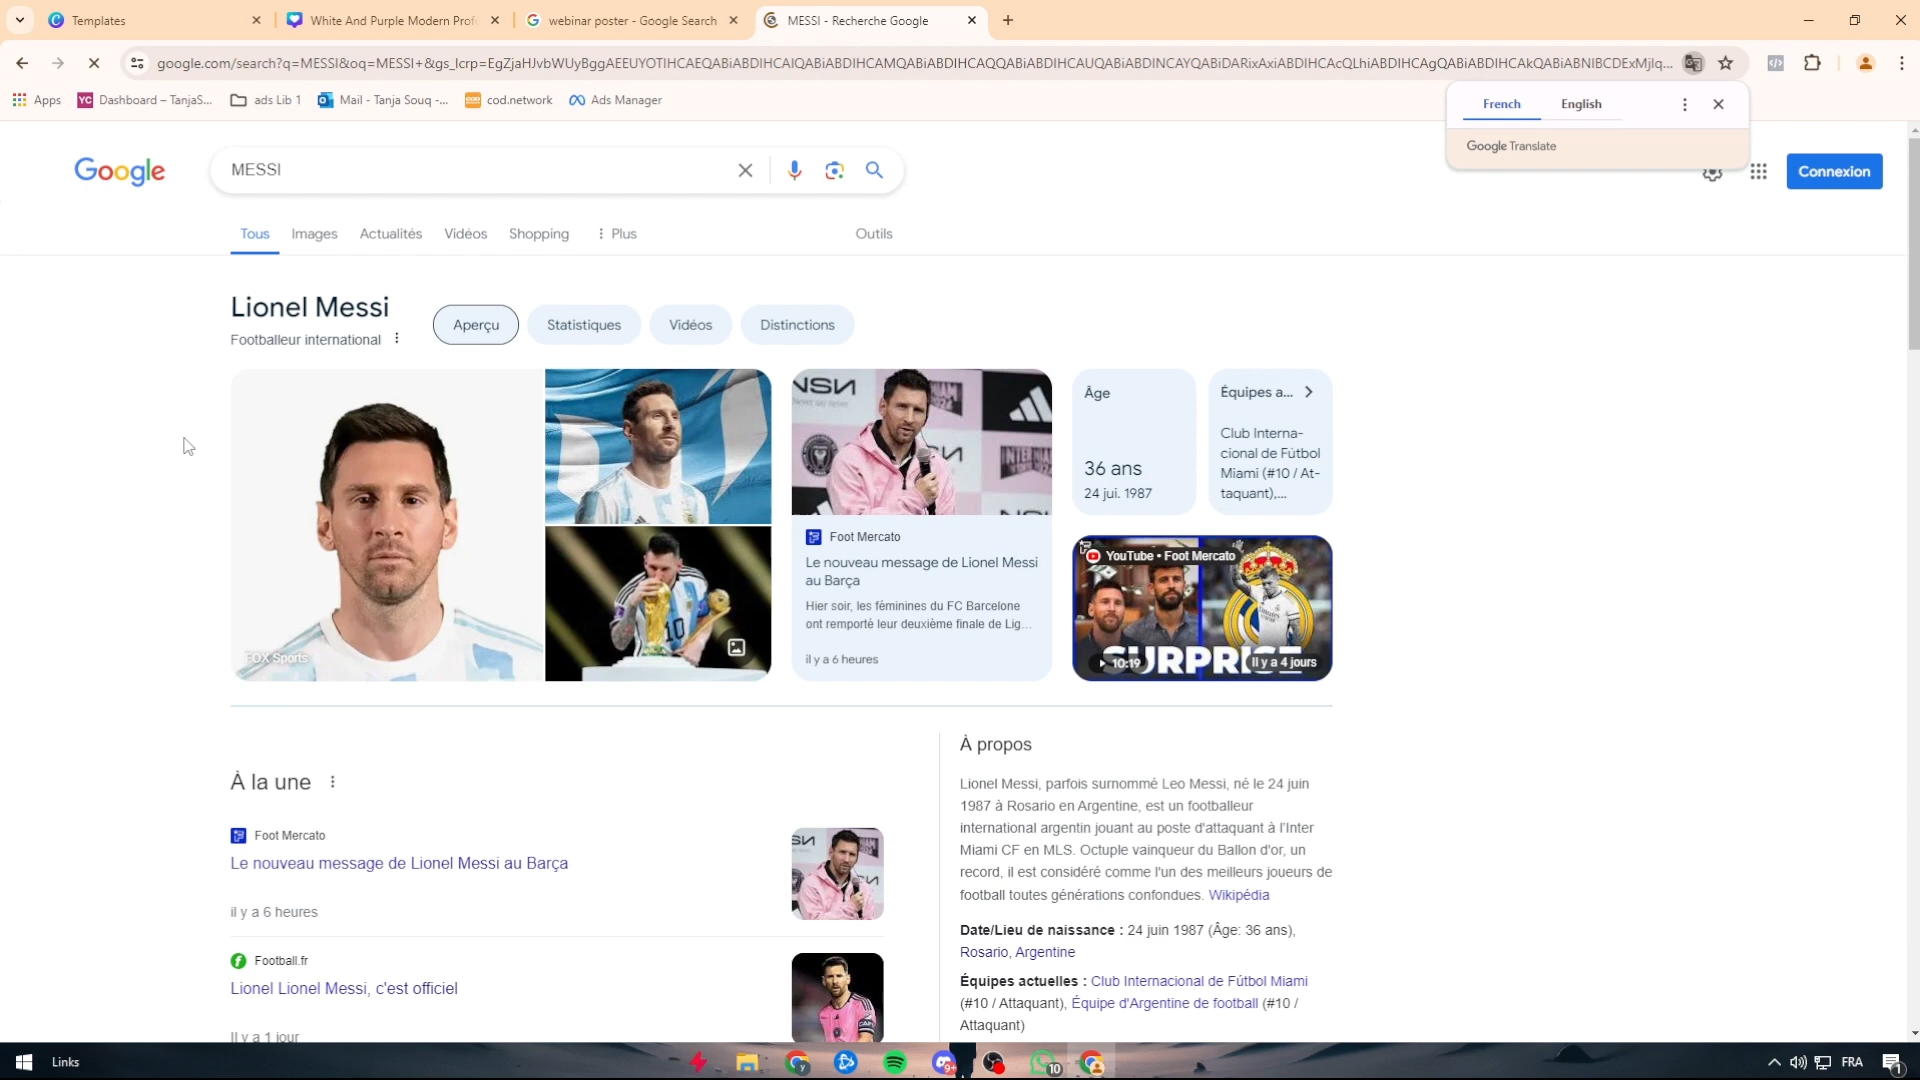 Templates
White And Purple Modern Profe
webinar poster - Google Search
MESSI - Recherche Google
google.com/search?q=MESSI&oq=MESSI+&gs_lcrp=EgZjaHJvbWUyBggAEEUYOTIHCAEQABiABDIHCAIQABiABDIHCAMQABiABDIHCAQQABiABDIHCAUQABiABDINCAYQABiDARixAxiABDIHCAcQLhiABDIHCAgQABiABDIHCAkQABiABNIBCDExMjlq...
Apps
Dashboard – TanjaS...
ads Lib 1
Mail - Tanja Souq -...
cod.network
Ads Manager
French
English
Google Translate
Google
MESSI
Connexion
Tous
Images
Actualités
Vidéos
Shopping
Plus
Outils
Lionel Messi
Footballeur international
Aperçu
Statistiques
Vidéos
Distinctions
FOX Sports
Foot Mercato
Le nouveau message de Lionel Messi
au Barça
Hier soir, les féminines du FC Barcelone
ont remporté leur deuxième finale de Lig...
il y a 6 heures
Âge
36 ans
24 jui. 1987
Équipes a...
Club Interna-
cional de Fútbol
Miami (#10 / At-
taquant),...
YouTube • Foot Mercato
SURPRISE
10:19
Il y a 4 jours
À la une
Foot Mercato
Le nouveau message de Lionel Messi au Barça
il y a 6 heures
Football.fr
Lionel Lionel Messi, c'est officiel
Il y a 1 jour
À propos
Lionel Messi, parfois surnommé Leo Messi, né le 24 juin
1987 à Rosario en Argentine, est un footballeur
international argentin jouant au poste d'attaquant à l'Inter
Miami CF en MLS. Octuple vainqueur du Ballon d'or, un
record, il est considéré comme l'un des meilleurs joueurs de
football toutes générations confondues. Wikipédia
Date/Lieu de naissance : 24 juin 1987 (Âge: 36 ans),
Rosario, Argentine
Équipes actuelles : Club Internacional de Fútbol Miami
(#10 / Attaquant), Équipe d'Argentine de football (#10 /
Attaquant)
Links
9+
10
FRA
1